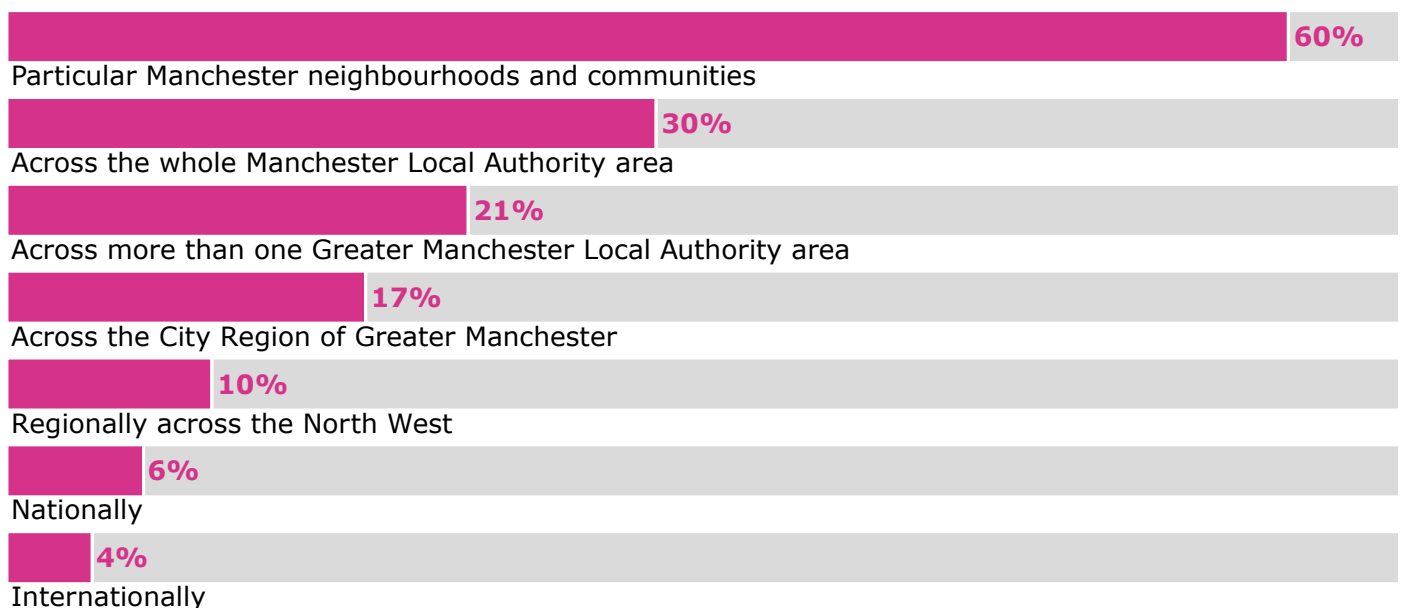 60%
Particular Manchester neighbourhoods and communities
30%
Across the whole Manchester Local Authority area
21%
Across more than one Greater Manchester Local Authority area
17%
Across the City Region of Greater Manchester
10%
Regionally across the North West
6%
Nationally
4%
Internationally